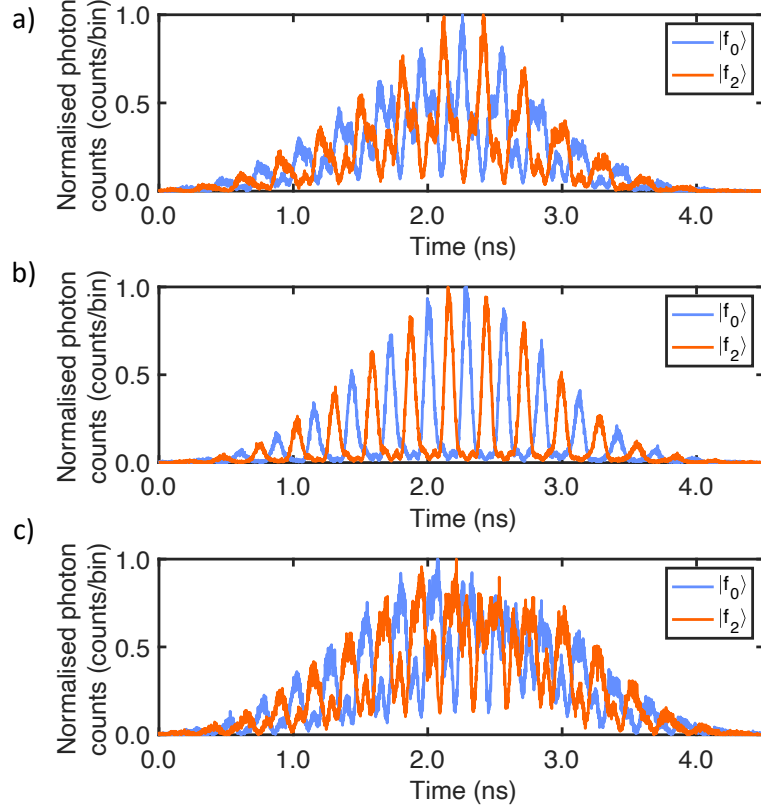 a)
Normalised photon
counts (counts/bin)
1.0
0.5
0.0
|f₀⟩
|f₂⟩
0.0 1.0 2.0 3.0 4.0
Time (ns)
b)
Normalised photon
counts (counts/bin)
1.0
0.5
0.0
|f₀⟩
|f₂⟩
0.0 1.0 2.0 3.0 4.0
Time (ns)
c)
Normalised photon
counts (counts/bin)
1.0
0.5
0.0
|f₀⟩
|f₂⟩
0.0 1.0 2.0 3.0 4.0
Time (ns)